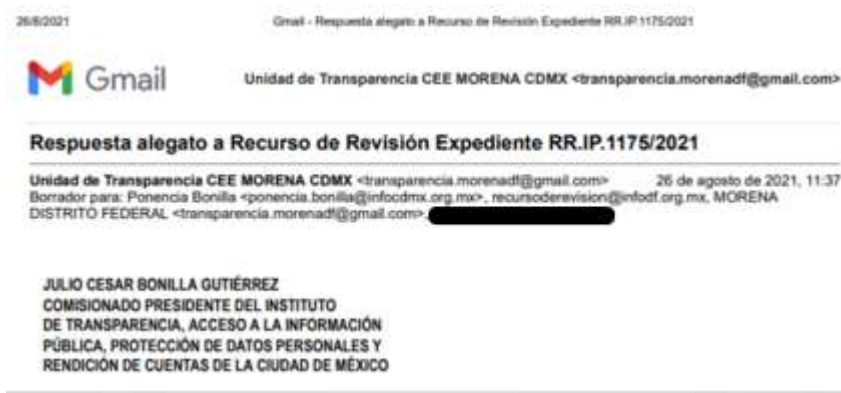 26/8/2021 Gmail - Respuesta alegato a Recurso de Revisión Expediente RR.IP.1175/2021
Gmail Unidad de Transparencia CEE MORENA CDMX <transparencia.morenadf@gmail.com>
Respuesta alegato a Recurso de Revisión Expediente RR.IP.1175/2021
Unidad de Transparencia CEE MORENA CDMX <transparencia.morenadf@gmail.com> 26 de agosto de 2021, 11:37
Borrador para: Ponencia Bonilla <ponencia.bonilla@infocdmx.org.mx>, recursoderevision@infodf.org.mx, MORENA
DISTRITO FEDERAL <transparencia.morenadf@gmail.com>,
JULIO CESAR BONILLA GUTIÉRREZ
COMISIONADO PRESIDENTE DEL INSTITUTO
DE TRANSPARENCIA, ACCESO A LA INFORMACIÓN
PÚBLICA, PROTECCIÓN DE DATOS PERSONALES Y
RENDICIÓN DE CUENTAS DE LA CIUDAD DE MÉXICO